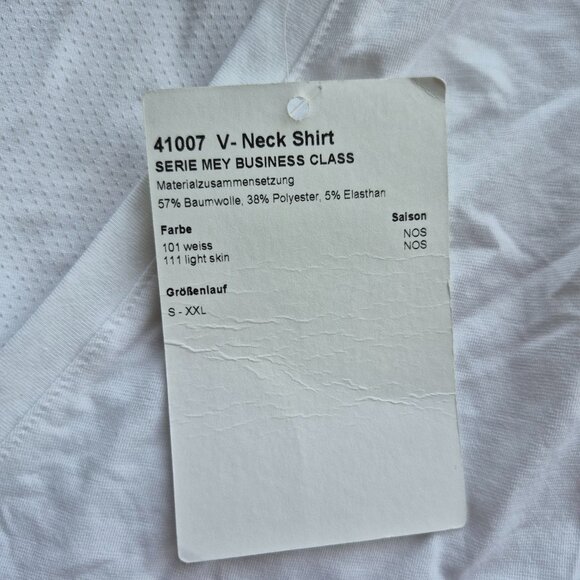 41007 V- Neck Shirt
SERIE MEY BUSINESS CLASS
Materialzusammensetzung
57% Baumwolle, 38% Polyester, 5% Elasthan
Farbe Saison
101 weiss NOS
111 light skin NOS
Größenlauf
S - XXL